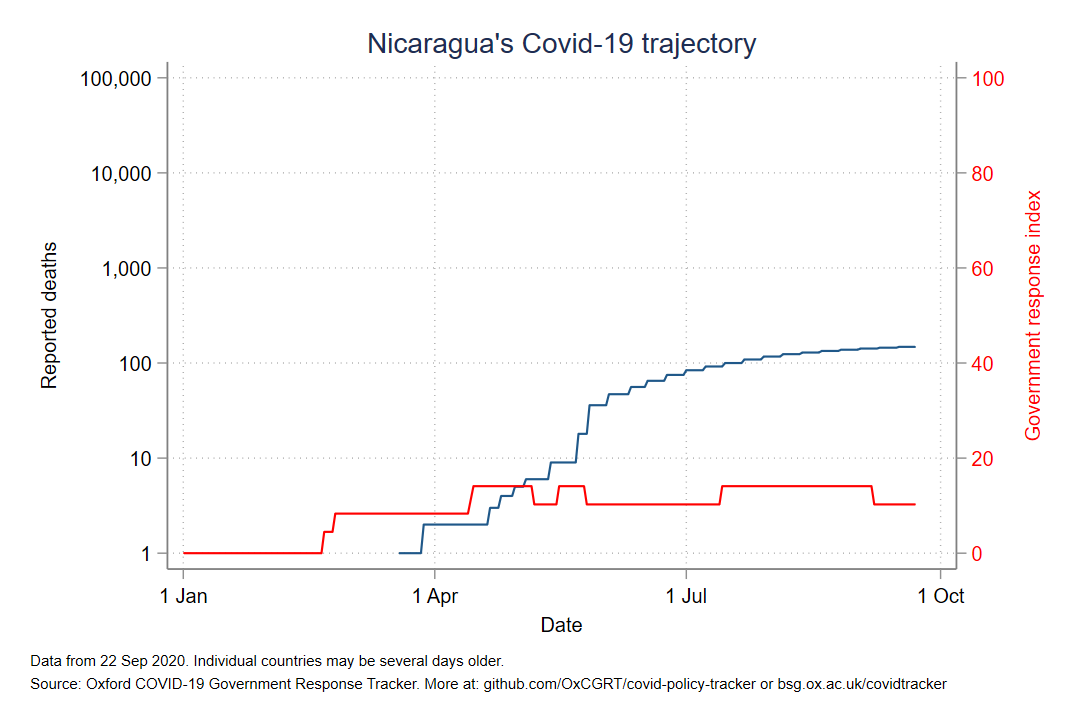 Nicaragua's Covid-19 trajectory
100,000
10,000
1,000
100
10
1
Reported deaths
100
80
60
40
20
0
Government response index
1 Jan
1 Apr
1 Jul
1 Oct
Date
Data from 22 Sep 2020. Individual countries may be several days older.
Source: Oxford COVID-19 Government Response Tracker. More at: github.com/OxCGRT/covid-policy-tracker or bsg.ox.ac.uk/covidtracker